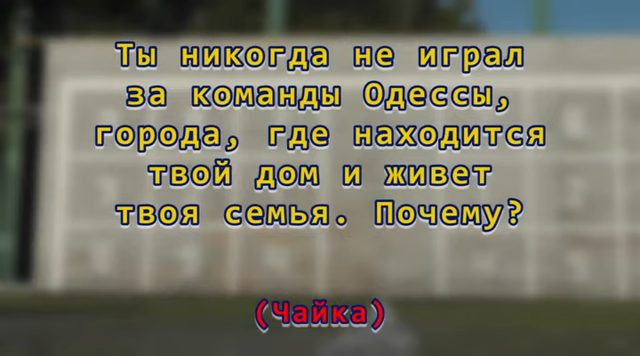 Ты никогда не играл
за команды Одессы,
города, где находится
твой дом и живет
твоя семья. Почему?
(Чайка)